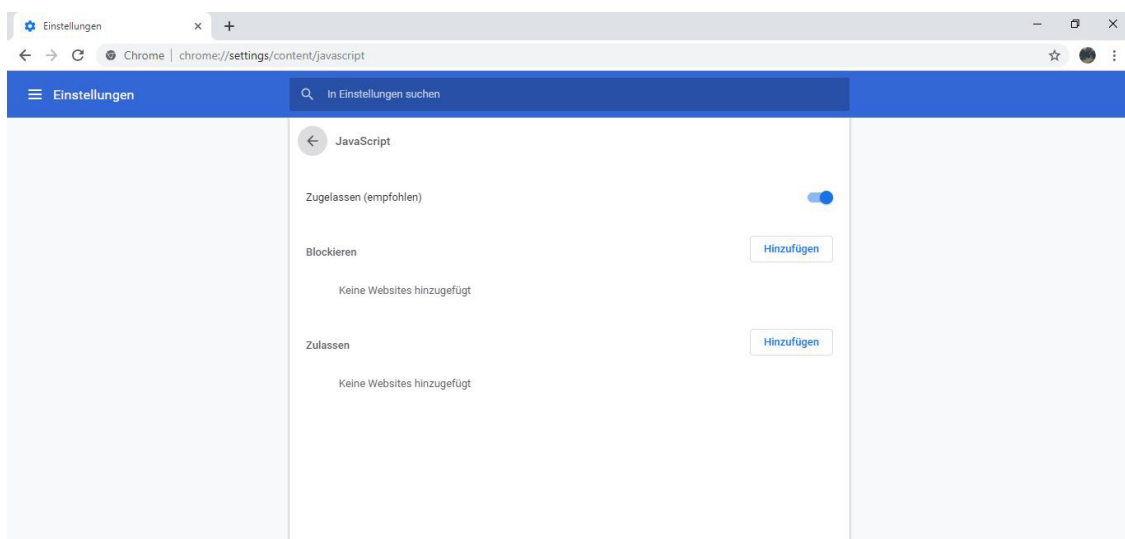 Einstellungen
Chrome | chrome://settings/content/javascript
Einstellungen
In Einstellungen suchen
JavaScript
Zugelassen (empfohlen)
Blockieren
Hinzufügen
Keine Websites hinzugefügt
Zulassen
Hinzufügen
Keine Websites hinzugefügt